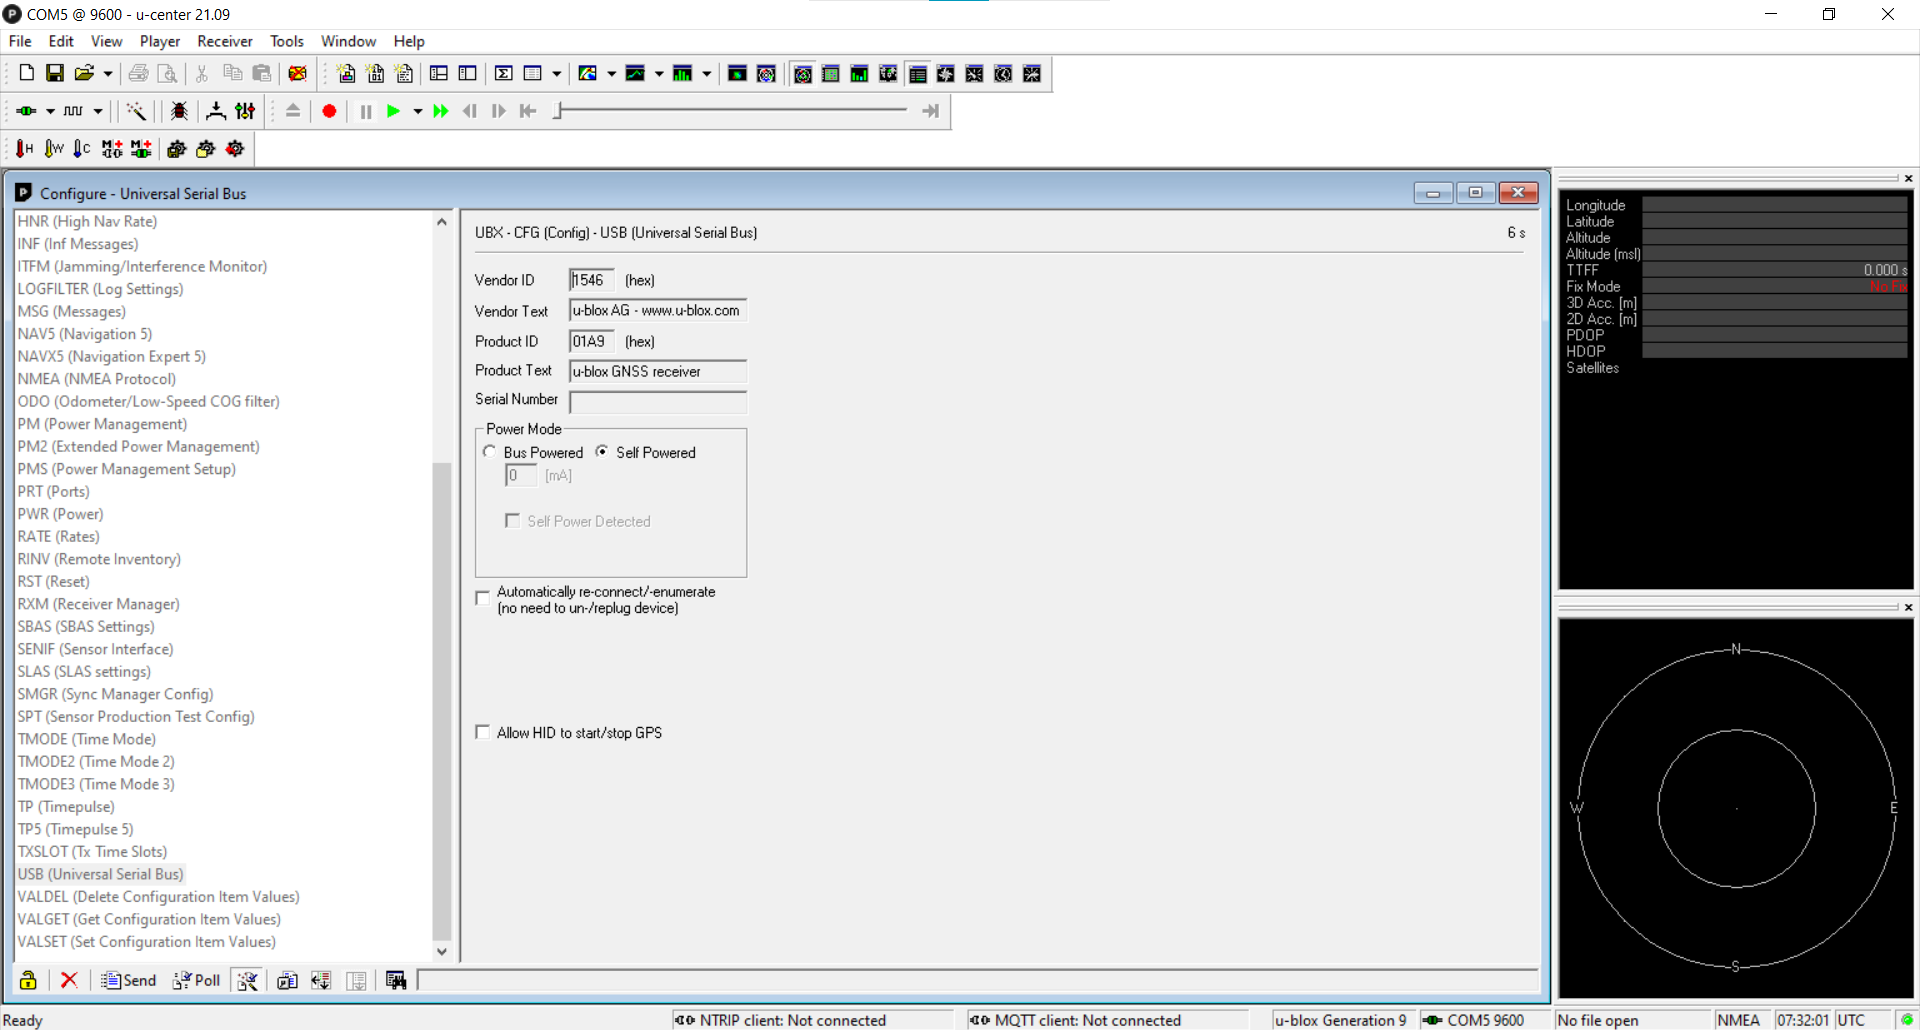 COM5 @ 9600 - u-center 21.09
File Edit View Player Receiver Tools Window Help
H W C
Configure - Universal Serial Bus
HNR (High Nav Rate)
INF (Inf Messages)
ITFM (Jamming/Interference Monitor)
LOGFILTER (Log Settings)
MSG (Messages)
NAV5 (Navigation 5)
NAVX5 (Navigation Expert 5)
NMEA (NMEA Protocol)
ODO (Odometer/Low-Speed COG filter)
PM (Power Management)
PM2 (Extended Power Management)
PMS (Power Management Setup)
PRT (Ports)
PWR (Power)
RATE (Rates)
RINV (Remote Inventory)
RST (Reset)
RXM (Receiver Manager)
SBAS (SBAS Settings)
SENIF (Sensor Interface)
SLAS (SLAS settings)
SMGR (Sync Manager Config)
SPT (Sensor Production Test Config)
TMODE (Time Mode)
TMODE2 (Time Mode 2)
TMODE3 (Time Mode 3)
TP (Timepulse)
TP5 (Timepulse 5)
TXSLOT (Tx Time Slots)
USB (Universal Serial Bus)
VALDEL (Delete Configuration Item Values)
VALGET (Get Configuration Item Values)
VALSET (Set Configuration Item Values)
UBX - CFG (Config) - USB (Universal Serial Bus) 6 s
Vendor ID 1546 (hex)
Vendor Text u-blox AG - www.u-blox.com
Product ID 01A9 (hex)
Product Text u-blox GNSS receiver
Serial Number
Power Mode
Bus Powered Self Powered
0 [mA]
Self Power Detected
Automatically re-connect/-enumerate
(no need to un-/replug device)
Allow HID to start/stop GPS
Send Poll
Longitude
Latitude
Altitude
Altitude (msl)
TTFF 0.000 s
Fix Mode No Fix
3D Acc. [m]
2D Acc. [m]
PDOP
HDOP
Satellites
N
W E
S
Ready NTRIP client: Not connected MQTT client: Not connected u-blox Generation 9 COM5 9600 No file open NMEA 07:32:01 UTC